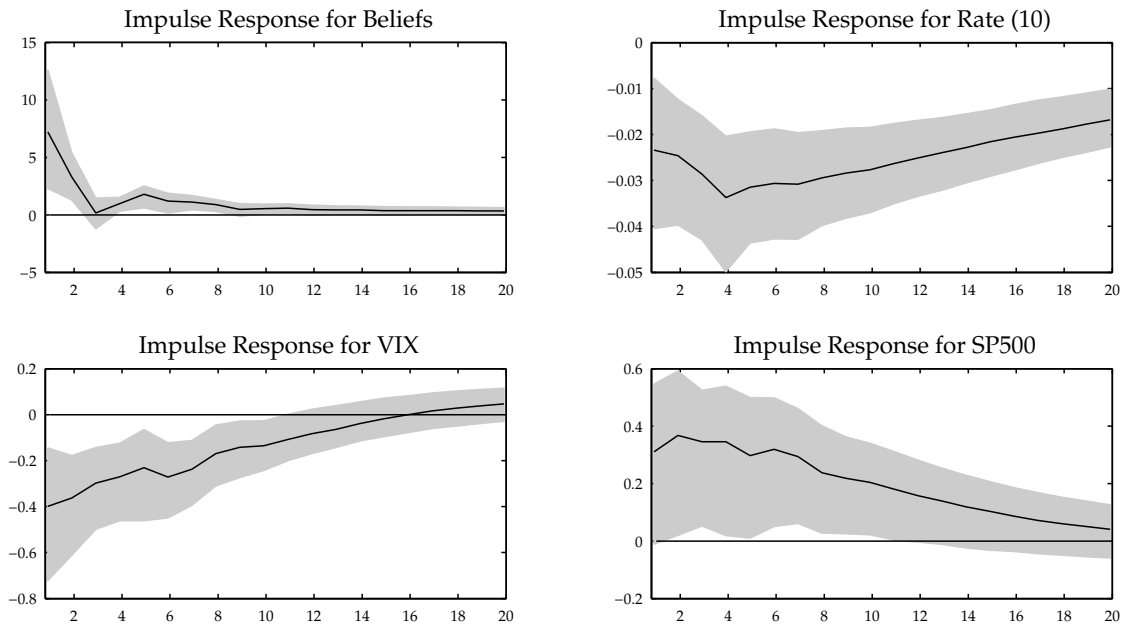 Impulse Response for Beliefs
15
10
5
0
−5
2 4 6 8 10 12 14 16 18 20
Impulse Response for Rate (10)
0
−0.01
−0.02
−0.03
−0.04
−0.05
2 4 6 8 10 12 14 16 18 20
Impulse Response for VIX
0.2
0
−0.2
−0.4
−0.6
−0.8
2 4 6 8 10 12 14 16 18 20
Impulse Response for SP500
0.6
0.4
0.2
0
−0.2
2 4 6 8 10 12 14 16 18 20